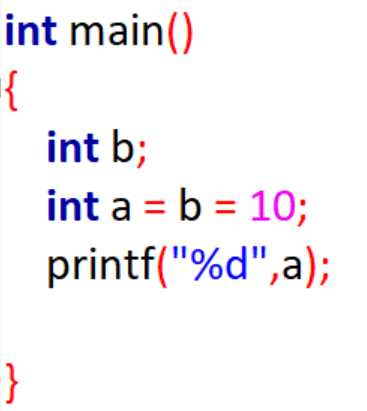 int main()
{
int b;
int a = b = 10;
printf("%d",a);
}